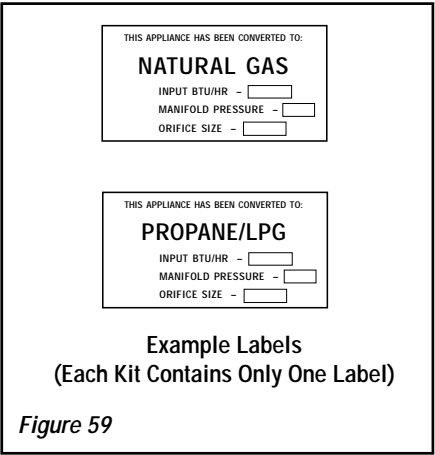 THIS APPLIANCE HAS BEEN CONVERTED TO:
NATURAL GAS
INPUT BTU/HR –
MANIFOLD PRESSURE –
ORIFICE SIZE –
THIS APPLIANCE HAS BEEN CONVERTED TO:
PROPANE/LPG
INPUT BTU/HR –
MANIFOLD PRESSURE –
ORIFICE SIZE –
Example Labels
(Each Kit Contains Only One Label)
Figure 59